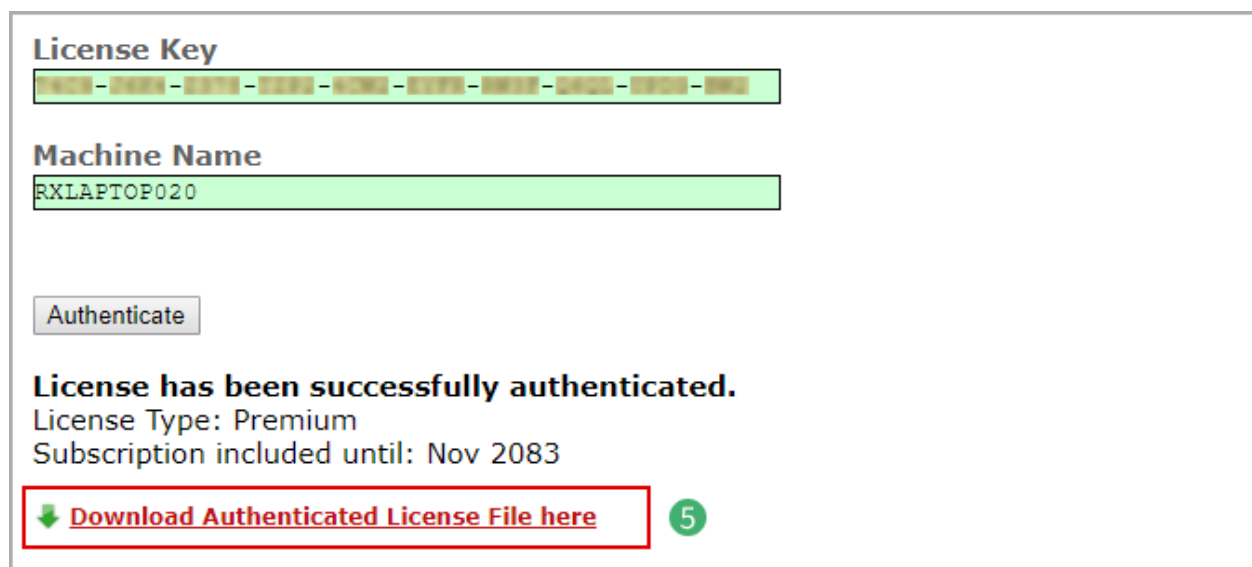 License Key
Machine Name
RXLAPTOP020
Authenticate
License has been successfully authenticated.
License Type: Premium
Subscription included until: Nov 2083
Download Authenticated License File here
5